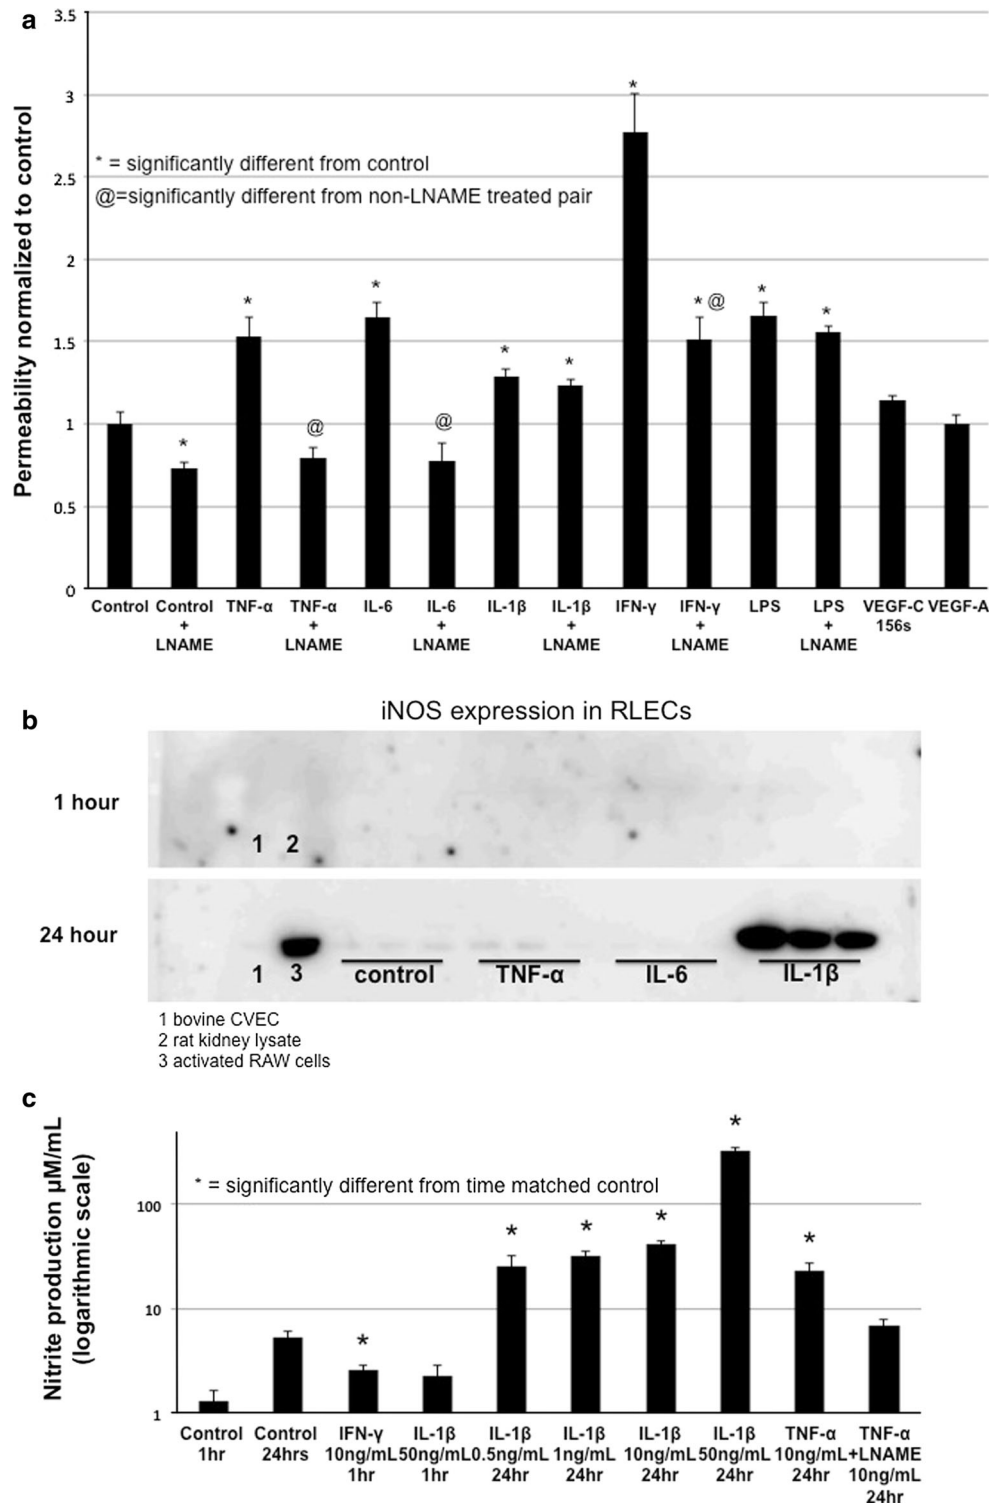 a
Permeability normalized to control
3.5
3
2.5
2
1.5
1
0.5
0
* = significantly different from control
@=significantly different from non-LNAME treated pair
*
*
*
*
*
*
* @
*
*
@
@
Control Control TNF-α TNF-α IL-6 IL-6 IL-1β IL-1β IFN-γ IFN-γ LPS LPS VEGF-C VEGF-A
+ + + + + + 156s
LNAME LNAME LNAME LNAME LNAME LNAME
b
iNOS expression in RLECs
1 hour
1 2
24 hour
1 3 control TNF-α IL-6 IL-1β
1 bovine CVEC
2 rat kidney lysate
3 activated RAW cells
c
Nitrite production µM/mL
(logarithmic scale)
100
10
1
* = significantly different from time matched control
*
*
*
*
*
*
Control Control IFN-γ IL-1β IL-1β IL-1β IL-1β IL-1β TNF-α TNF-α
1hr 24hrs 10ng/mL 50ng/mL 0.5ng/mL 1ng/mL 10ng/mL 50ng/mL 10ng/mL +LNAME
1hr 1hr 24hr 24hr 24hr 24hr 24hr 10ng/mL
24hr